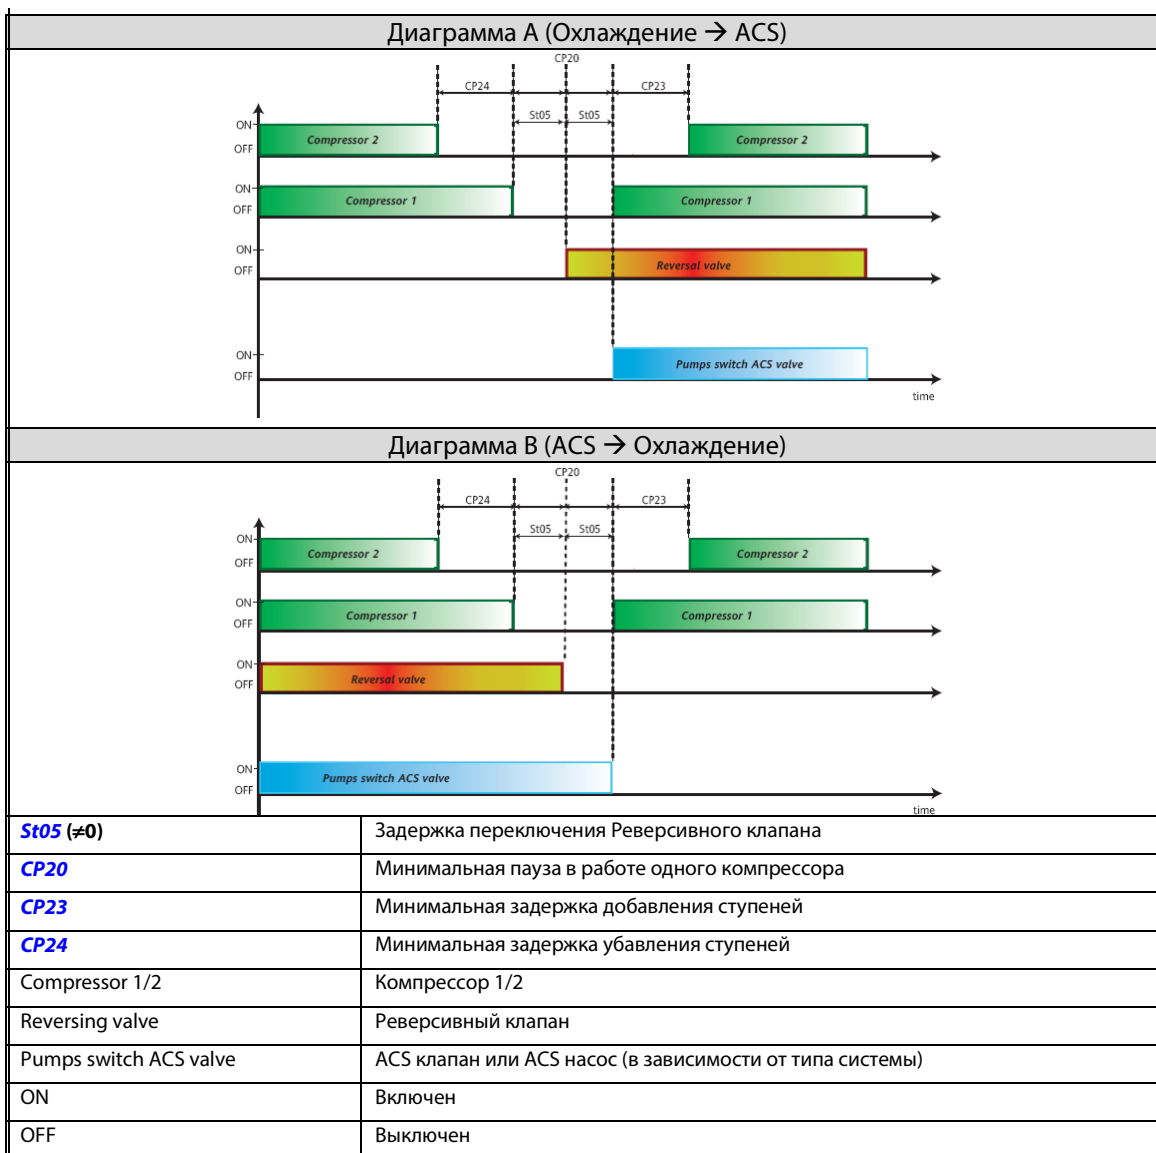 Диаграмма A (Охлаждение → ACS)
CP20
CP24
CP23
St05
St05
ON
OFF
Compressor 2
Compressor 2
ON
OFF
Compressor 1
Compressor 1
ON
OFF
Reversal valve
ON
OFF
Pumps switch ACS valve
time
Диаграмма B (ACS → Охлаждение)
CP20
CP24
CP23
St05
St05
ON
OFF
Compressor 2
Compressor 2
ON
OFF
Compressor 1
Compressor 1
ON
OFF
Reversal valve
ON
OFF
Pumps switch ACS valve
time
St05 (≠0) Задержка переключения Реверсивного клапана
CP20 Минимальная пауза в работе одного компрессора
CP23 Минимальная задержка добавления ступеней
CP24 Минимальная задержка убавления ступеней
Compressor 1/2 Компрессор 1/2
Reversing valve Реверсивный клапан
Pumps switch ACS valve ACS клапан или ACS насос (в зависимости от типа системы)
ON Включен
OFF Выключен